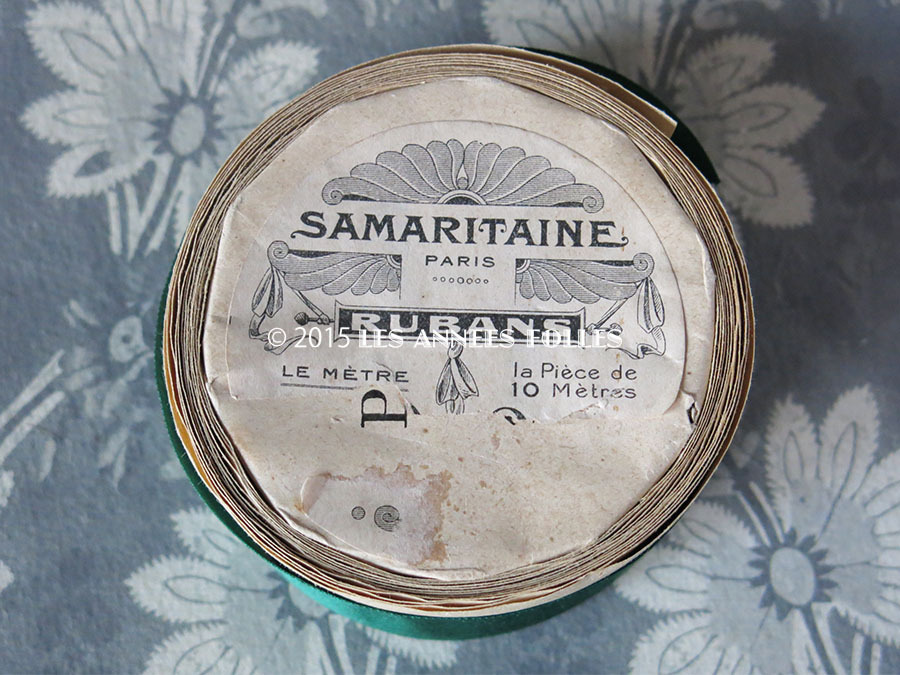 SAMARITAINE
PARIS
RUBANS
© 2015 LES ANNEES FOLLES
LE MÈTRE
la Pièce de
10 Mètres
P